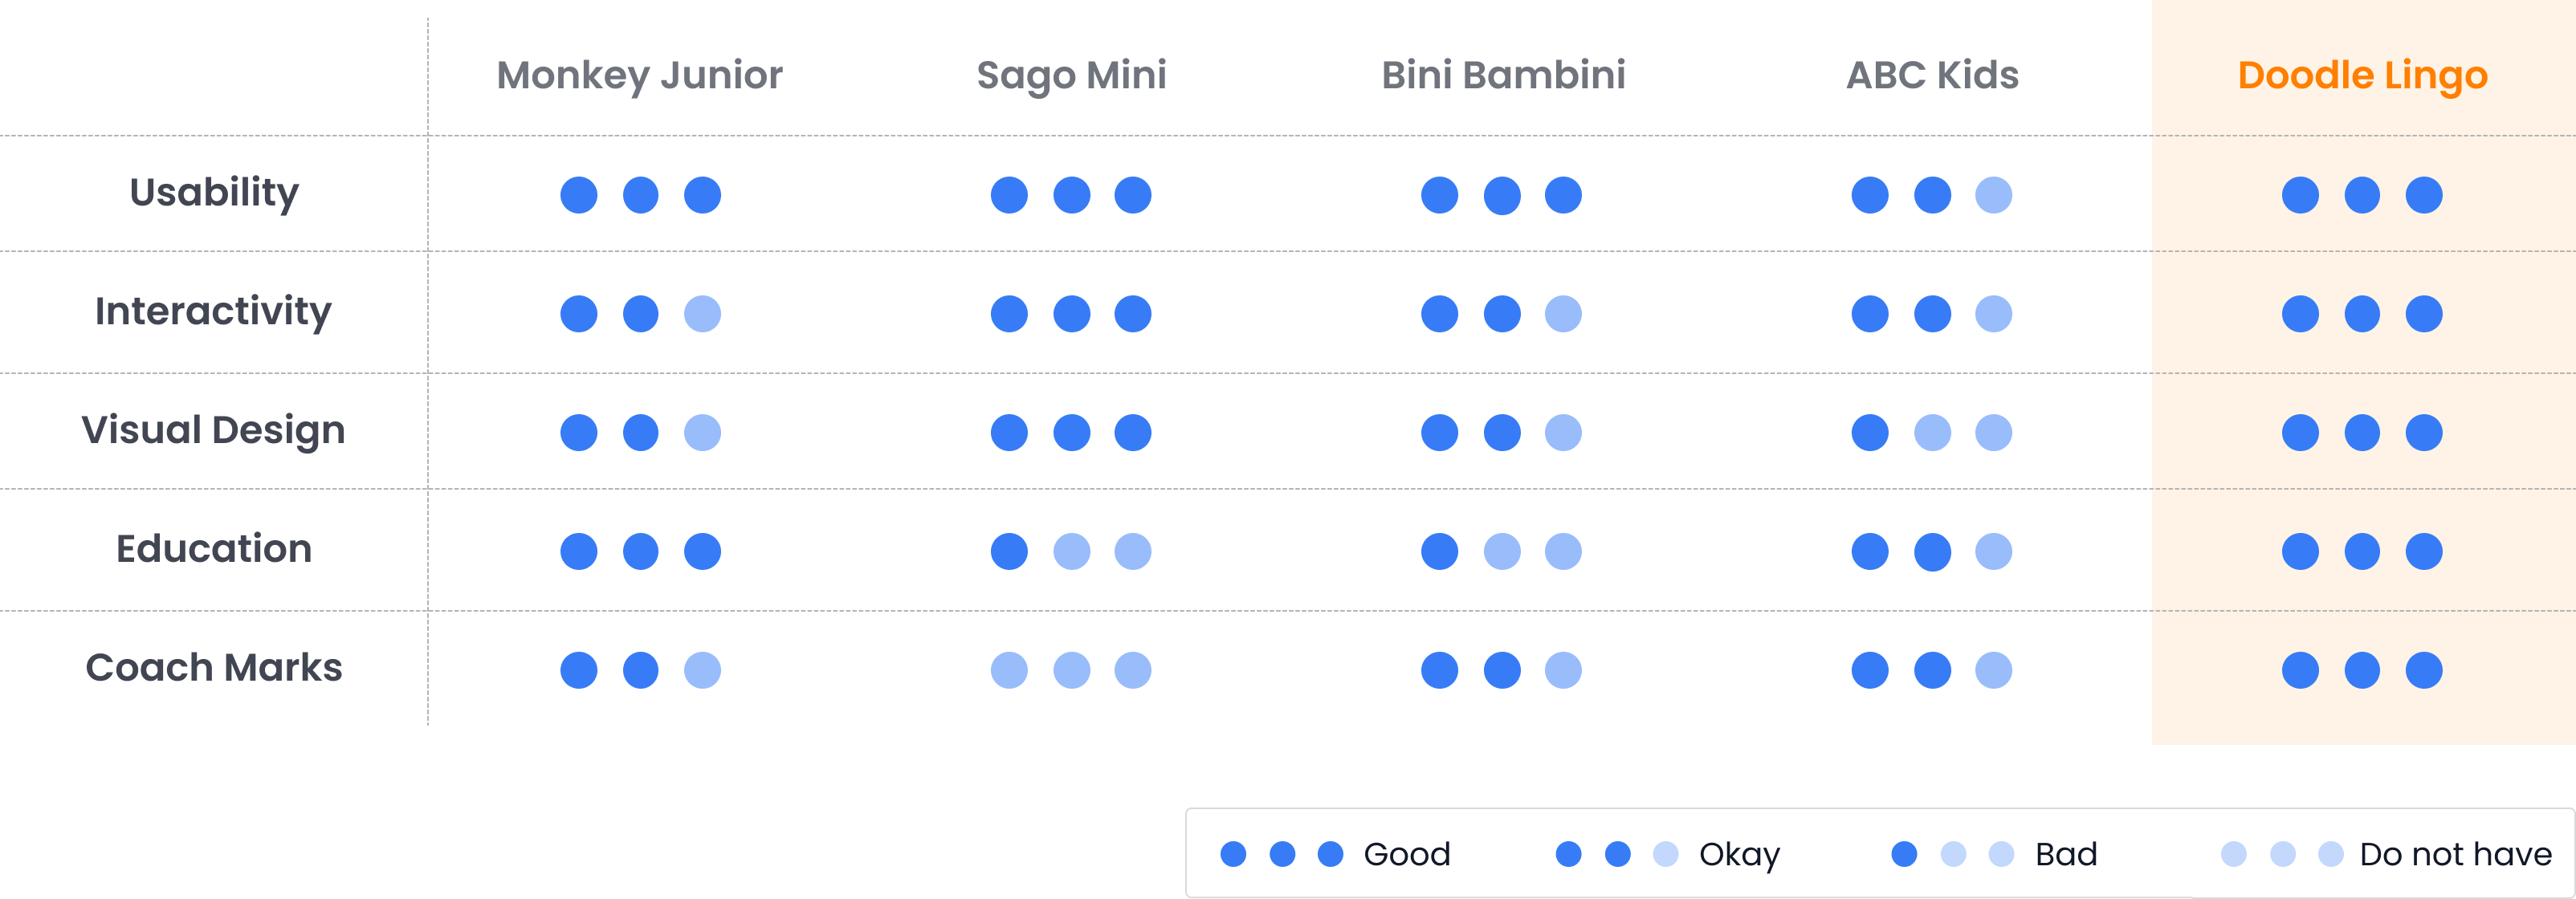 Monkey Junior Sago Mini Bini Bambini ABC Kids Doodle Lingo
Usability
Interactivity
Visual Design
Education
Coach Marks
Good Okay Bad Do not have